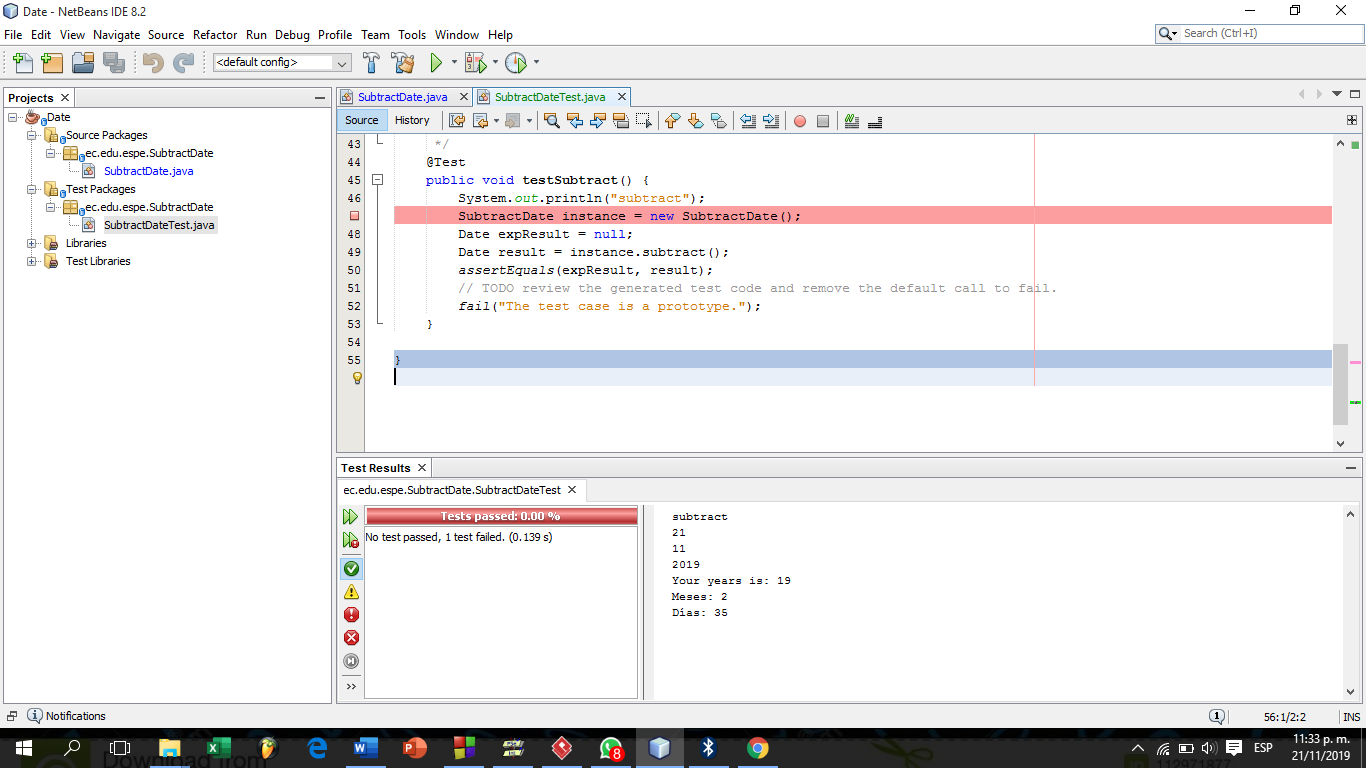 Date - NetBeans IDE 8.2
File Edit View Navigate Source Refactor Run Debug Profile Team Tools Window Help
Search (Ctrl+I)
<default config>
Projects
Date
Source Packages
ec.edu.espe.SubtractDate
SubtractDate.java
Test Packages
ec.edu.espe.SubtractDate
SubtractDateTest.java
Libraries
Test Libraries
SubtractDate.java SubtractDateTest.java
Source History
43 */
44 @Test
45 public void testSubtract() {
46 System.out.println("subtract");
SubtractDate instance = new SubtractDate();
48 Date expResult = null;
49 Date result = instance.subtract();
50 assertEquals(expResult, result);
51 // TODO review the generated test code and remove the default call to fail.
52 fail("The test case is a prototype.");
53 }
54
55 }
Test Results
ec.edu.espe.SubtractDate.SubtractDateTest
Tests passed: 0.00 %
No test passed, 1 test failed. (0.139 s)
subtract
21
11
2019
Your years is: 19
Meses: 2
Días: 35
Notifications
1
56:1/2:2
INS
8
ESP
11:33 p. m.
21/11/2019
Download from
112971877